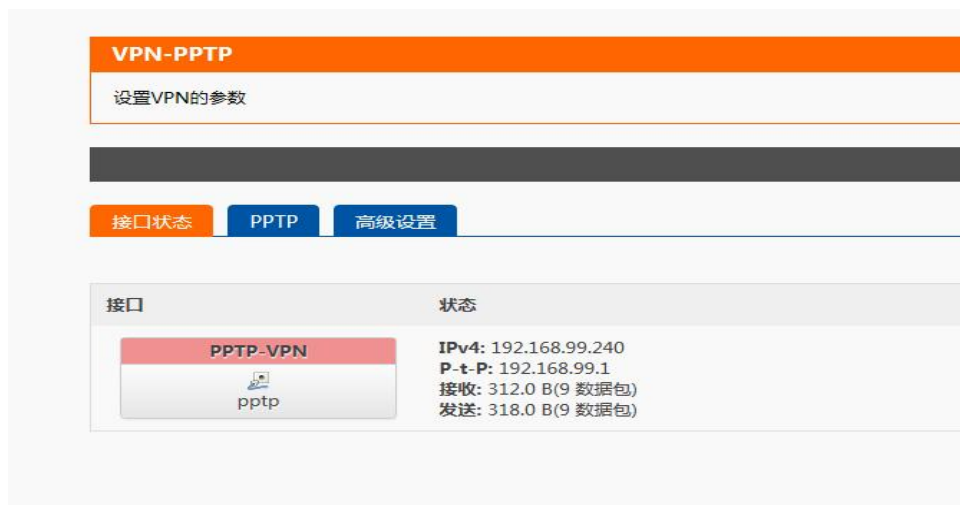 VPN-PPTP
设置VPN的参数
接口状态 PPTP 高级设置
接口 状态
PPTP-VPN
pptp
IPv4: 192.168.99.240
P-t-P: 192.168.99.1
接收: 312.0 B(9 数据包)
发送: 318.0 B(9 数据包)